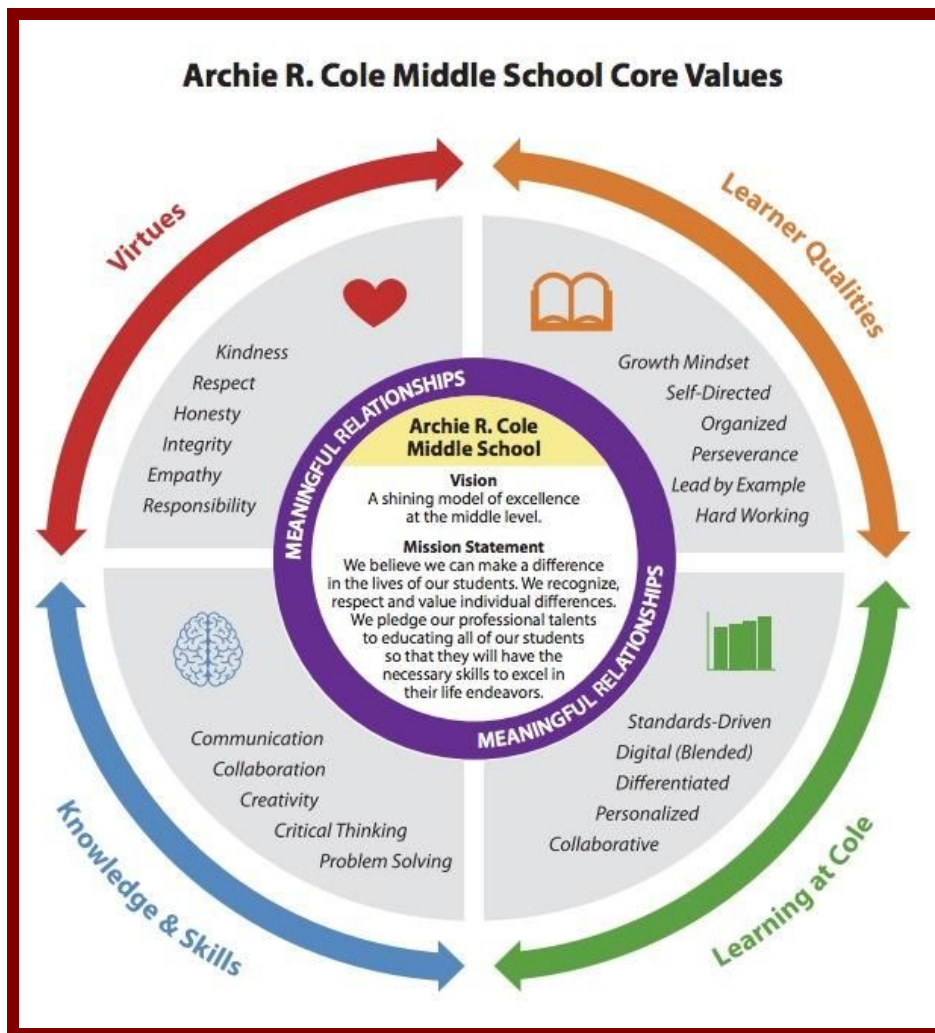 Archie R. Cole Middle School Core Values
Virtues
Kindness
Respect
Honesty
Integrity
Empathy
Responsibility
Learner Qualities
Growth Mindset
Self-Directed
Organized
Perseverance
Lead by Example
Hard Working
MEANINGFUL RELATIONSHIPS
Archie R. Cole
Middle School
Vision
A shining model of excellence
at the middle level.
Mission Statement
We believe we can make a difference
in the lives of our students. We recognize,
respect and value individual differences.
We pledge our professional talents
to educating all of our students
so that they will have the
necessary skills to excel in
their life endeavors.
MEANINGFUL RELATIONSHIPS
Communication
Collaboration
Creativity
Critical Thinking
Problem Solving
Knowledge & Skills
Standards-Driven
Digital (Blended)
Differentiated
Personalized
Collaborative
Learning at Cole